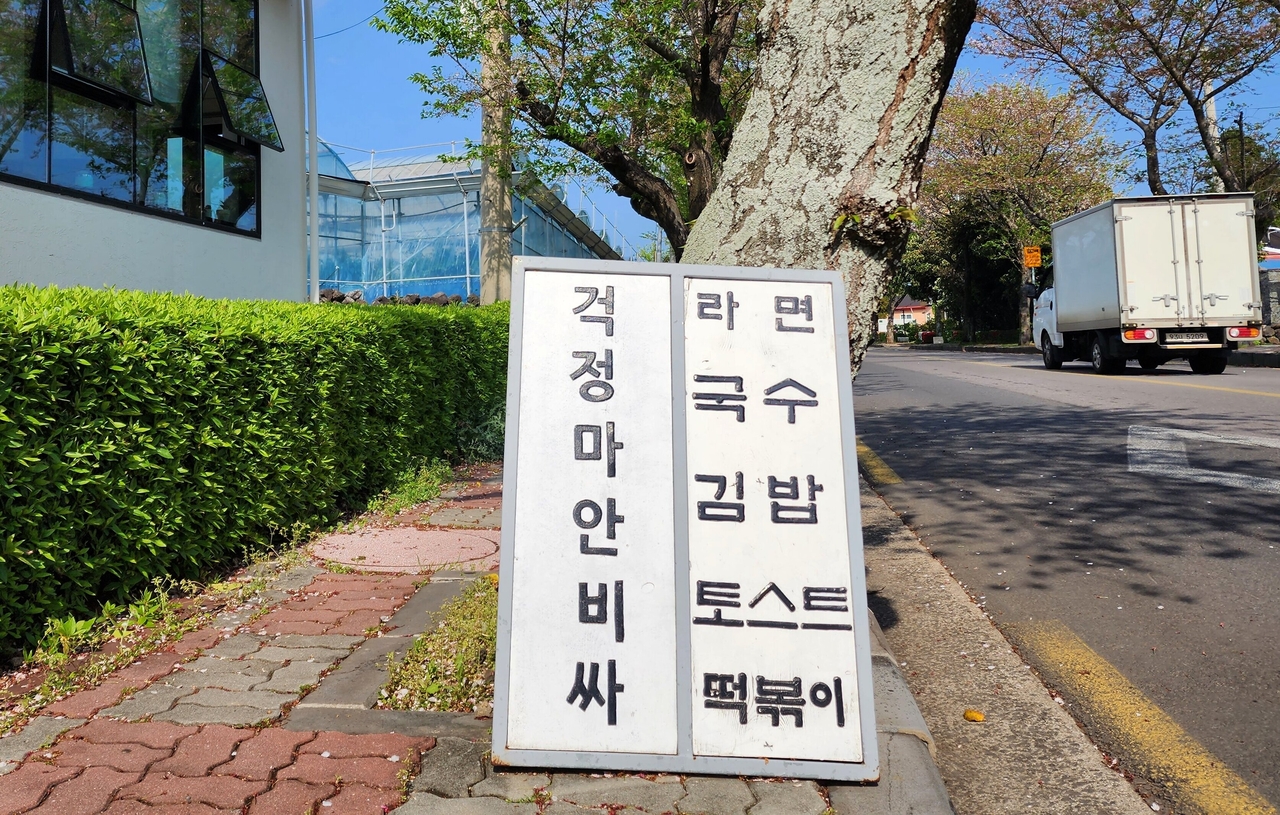 걱정마안비싸
라면
국수
김밥
토스트
떡볶이